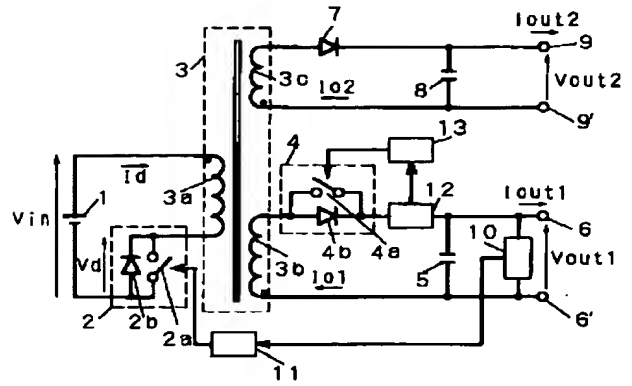 7 Iout2 9
3 3c Io2 8 Vout2
9'
4 13
Vin 1 Id 3a 12 Iout1 6
Vd 4b 4a 10
3b Io1 5 Vout1
2 2b 2a 6'
11